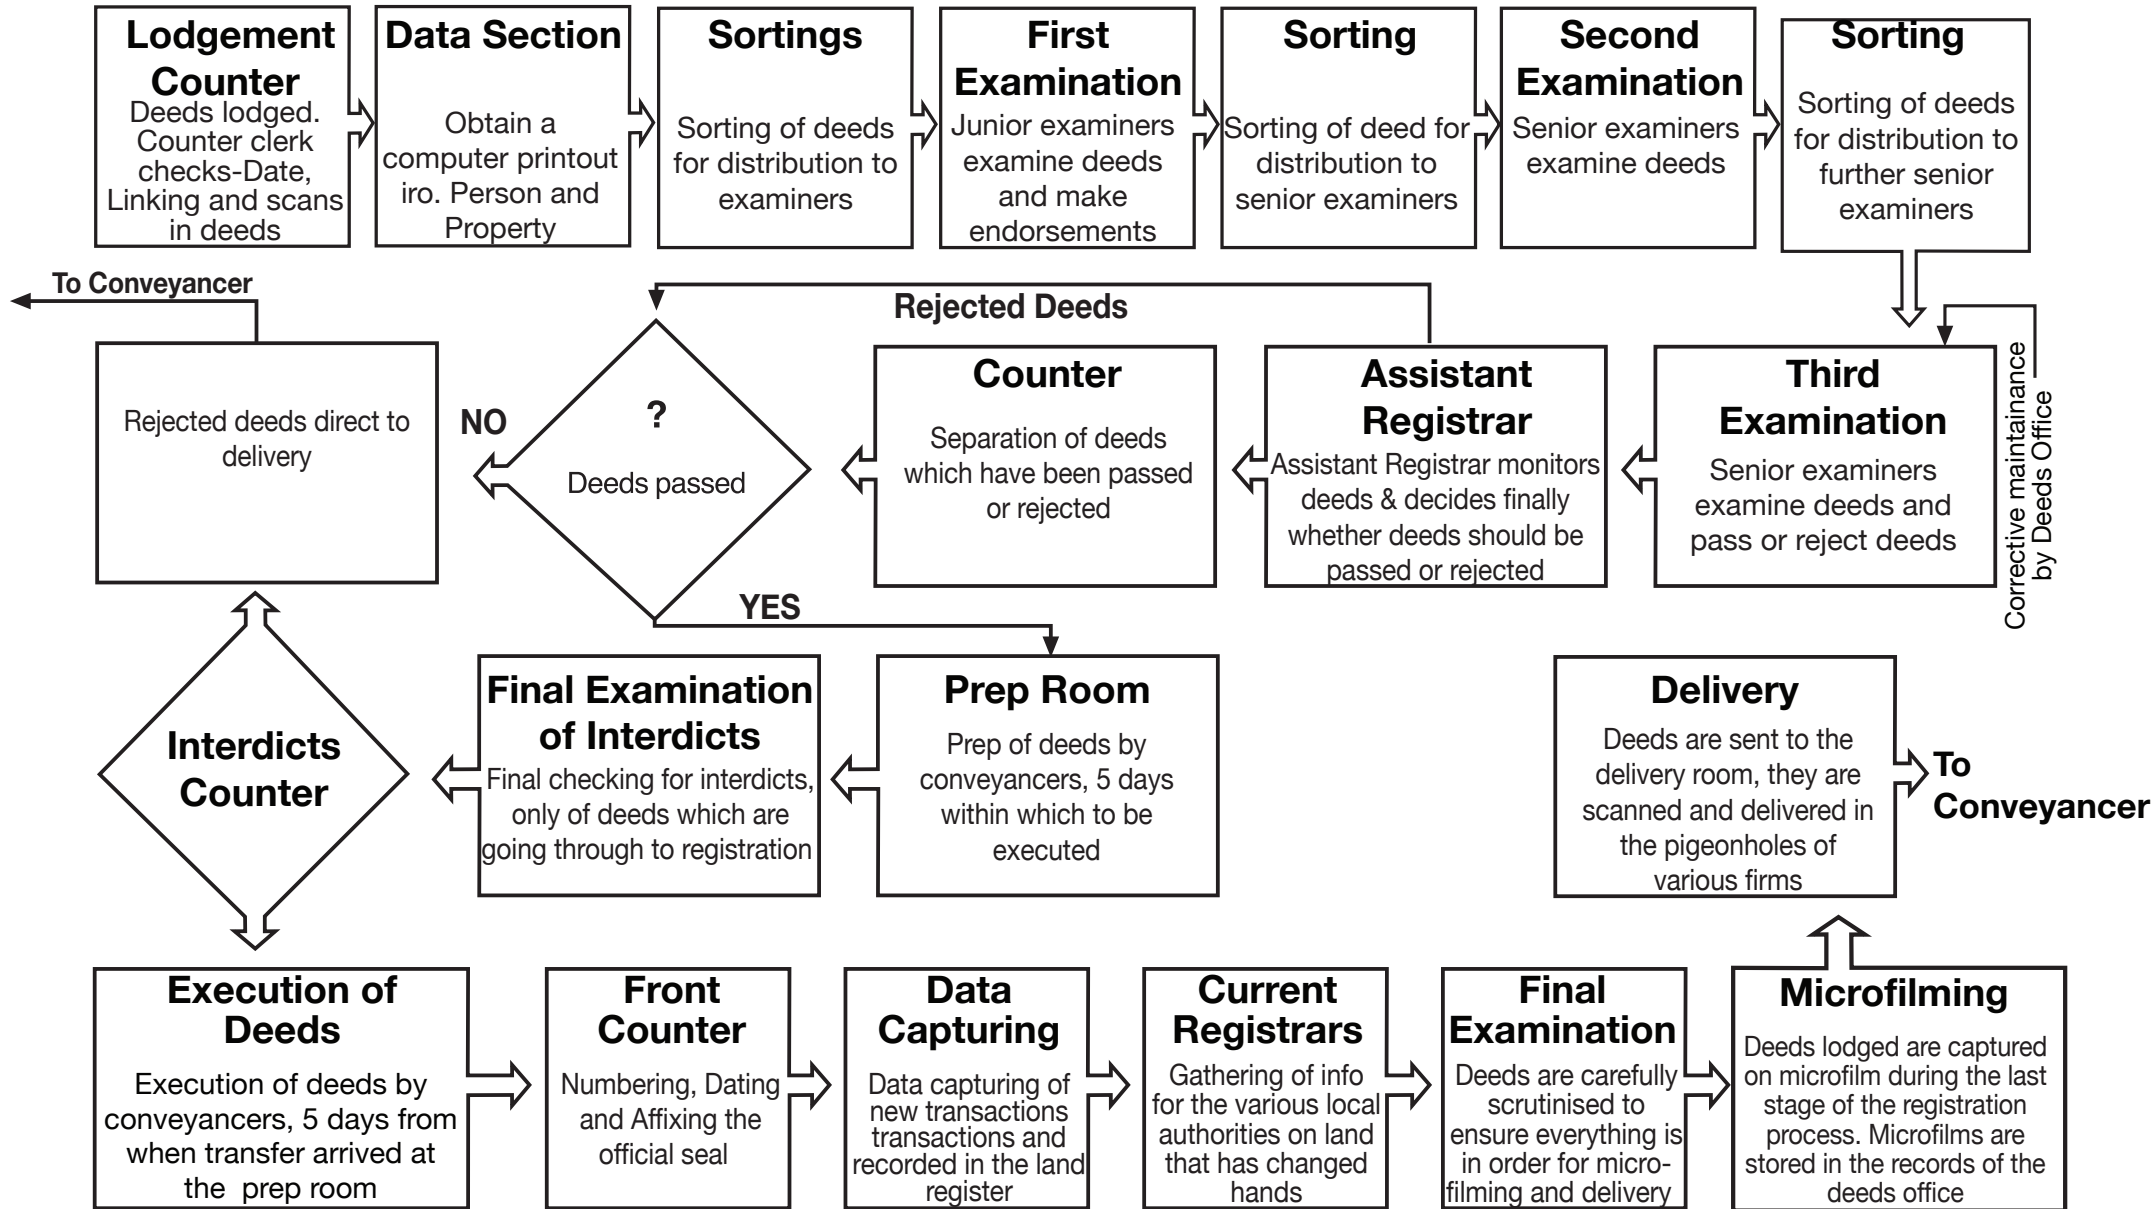 Lodgement
Counter
Deeds lodged.
Counter clerk
checks-Date,
Linking and scans
in deeds
Data Section
Obtain a
computer printout
iro. Person and
Property
Sortings
Sorting of deeds
for distribution to
examiners
First
Examination
Junior examiners
examine deeds
and make
endorsements
Sorting
Sorting of deed for
distribution to
senior examiners
Second
Examination
Senior examiners
examine deeds
Sorting
Sorting of deeds
for distribution to
further senior
examiners
Corrective maintainance
by Deeds Office
Third
Examination
Senior examiners
examine deeds and
pass or reject deeds
Assistant
Registrar
Assistant Registrar monitors
deeds & decides finally
whether deeds should be
passed or rejected
Rejected Deeds
Counter
Separation of deeds
which have been passed
or rejected
?
Deeds passed
NO
Rejected deeds direct to
delivery
To Conveyancer
YES
Prep Room
Prep of deeds by
conveyancers, 5 days
within which to be
executed
Final Examination
of Interdicts
Final checking for interdicts,
only of deeds which are
going through to registration
Interdicts
Counter
Execution of
Deeds
Execution of deeds by
conveyancers, 5 days from
when transfer arrived at
the prep room
Front
Counter
Numbering, Dating
and Affixing the
official seal
Data
Capturing
Data capturing of
new transactions
transactions and
recorded in the land
register
Current
Registrars
Gathering of info
for the various local
authorities on land
that has changed
hands
Final
Examination
Deeds are carefully
scrutinised to
ensure everything is
in order for micro-
filming and delivery
Microfilming
Deeds lodged are captured
on microfilm during the last
stage of the registration
process. Microfilms are
stored in the records of the
deeds office
Delivery
Deeds are sent to the
delivery room, they are
scanned and delivered in
the pigeonholes of
various firms
To
Conveyancer